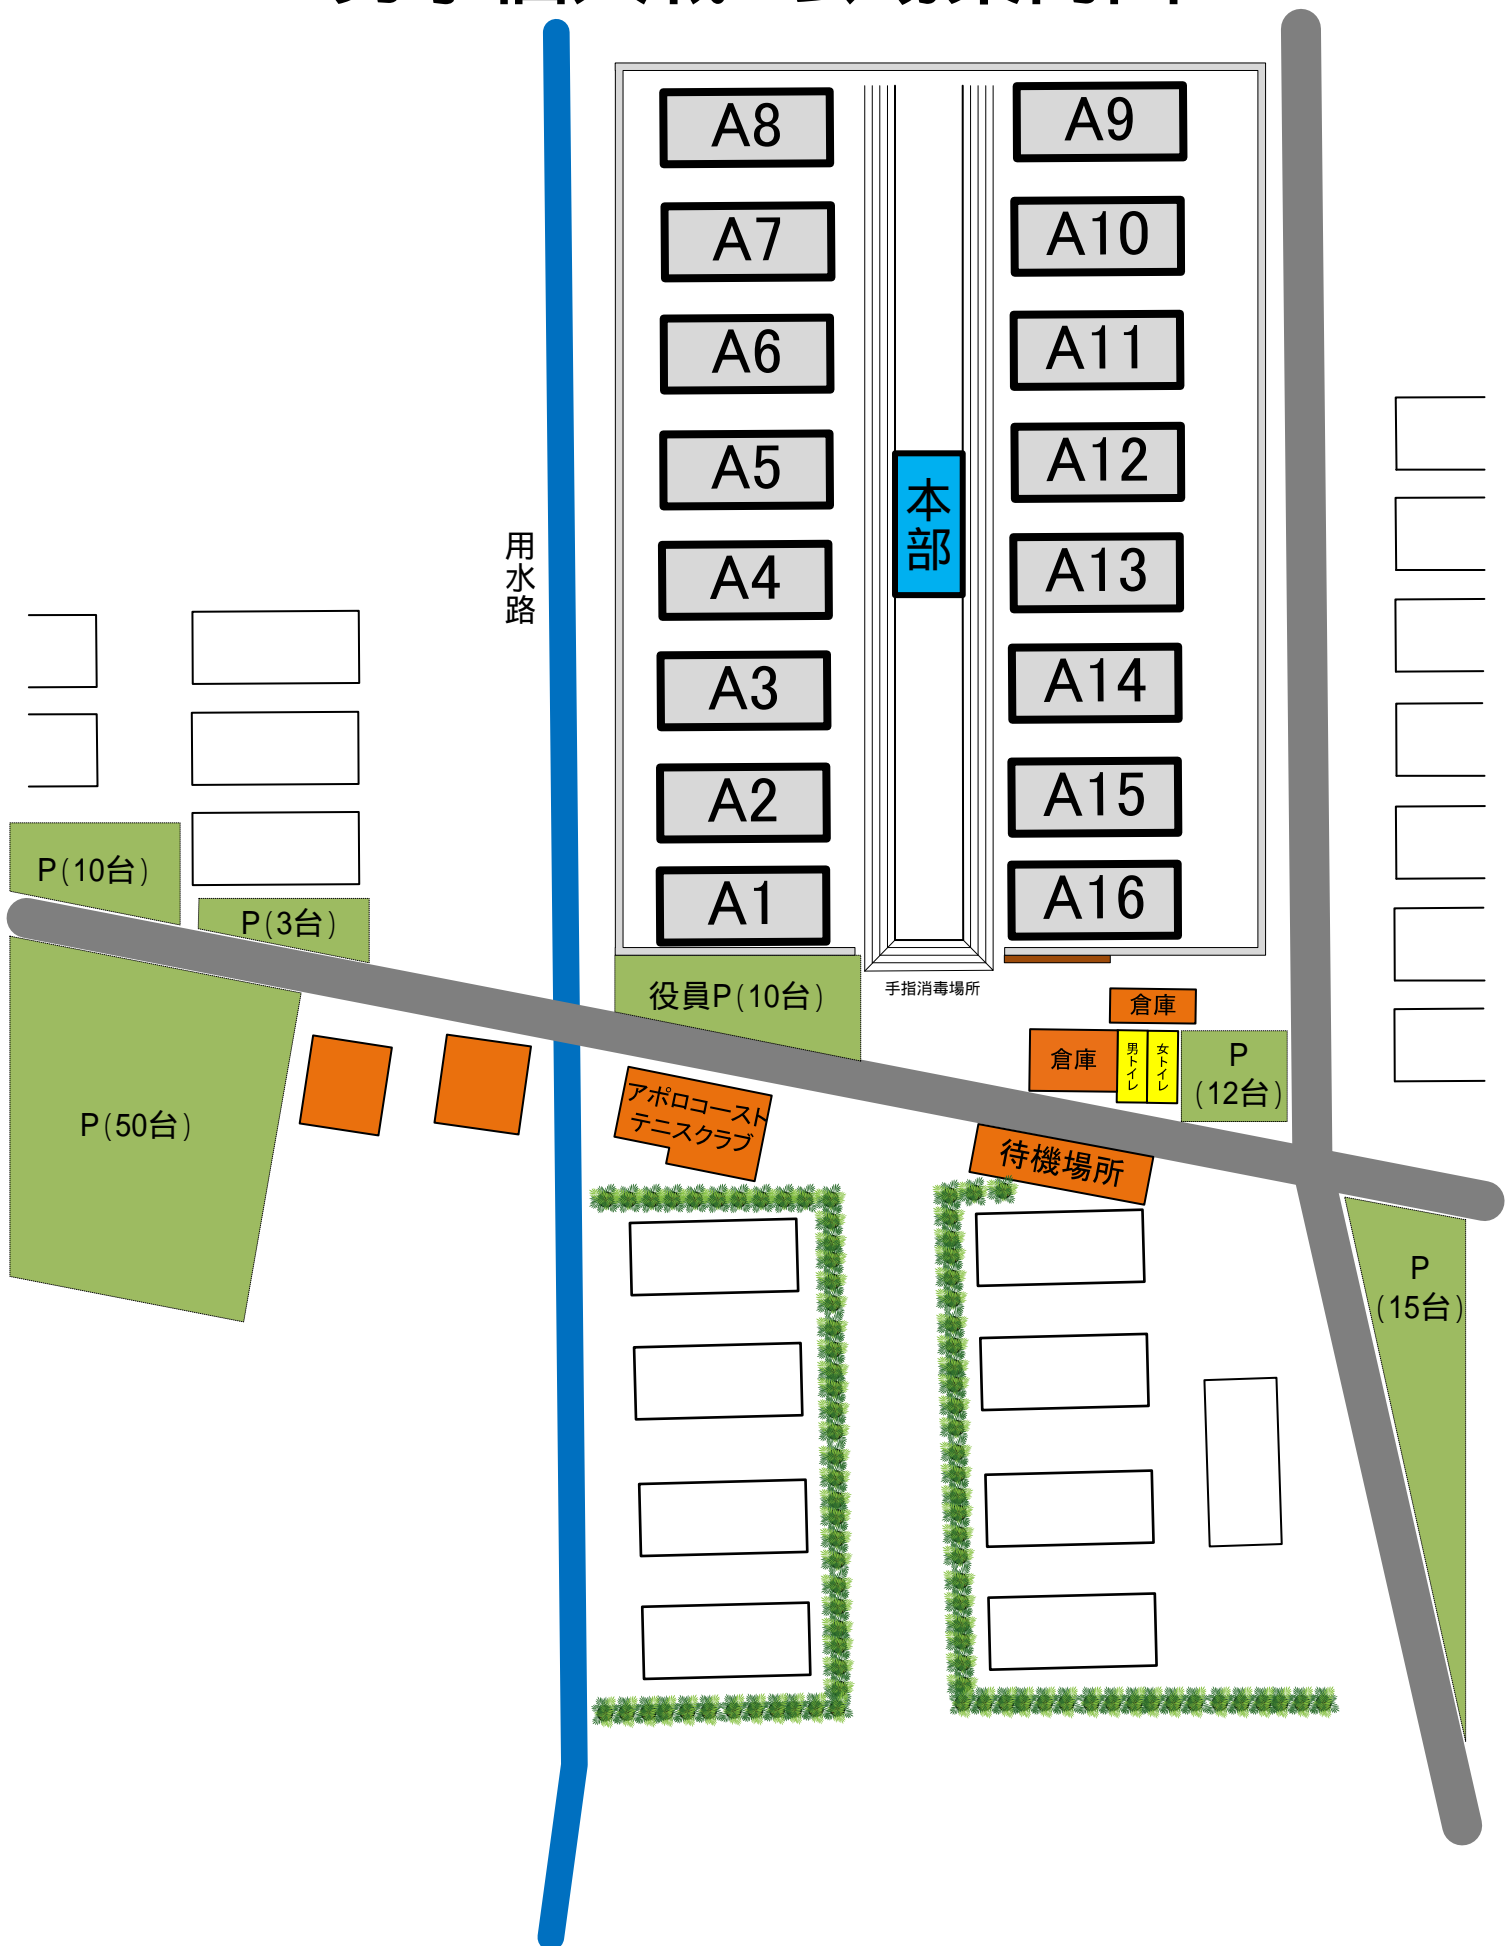 A8
A9
A7
A10
A6
A11
A5
A12
本部
用水路
A4
A13
A3
A14
A2
A15
A1
A16
P(10台)
P(3台)
役員P(10台)
手指消毒場所
倉庫
倉庫
男トイレ
女トイレ
P
(12台)
P(50台)
アポロコースト
テニスクラブ
待機場所
P
(15台)